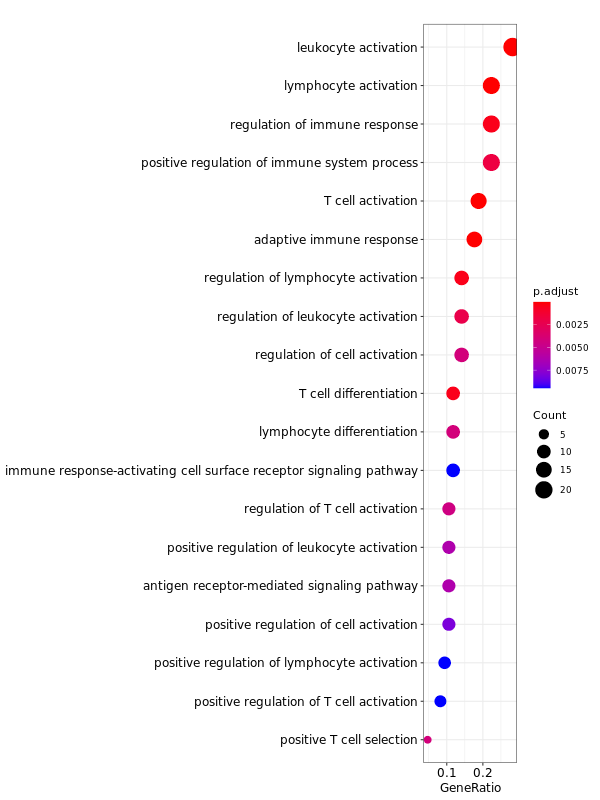 leukocyte activation
lymphocyte activation
regulation of immune response
positive regulation of immune system process
T cell activation
adaptive immune response
regulation of lymphocyte activation
regulation of leukocyte activation
regulation of cell activation
T cell differentiation
lymphocyte differentiation
immune response-activating cell surface receptor signaling pathway
regulation of T cell activation
positive regulation of leukocyte activation
antigen receptor-mediated signaling pathway
positive regulation of cell activation
positive regulation of lymphocyte activation
positive regulation of T cell activation
positive T cell selection
0.1 0.2
GeneRatio
p.adjust
0.0025
0.0050
0.0075
Count
5
10
15
20